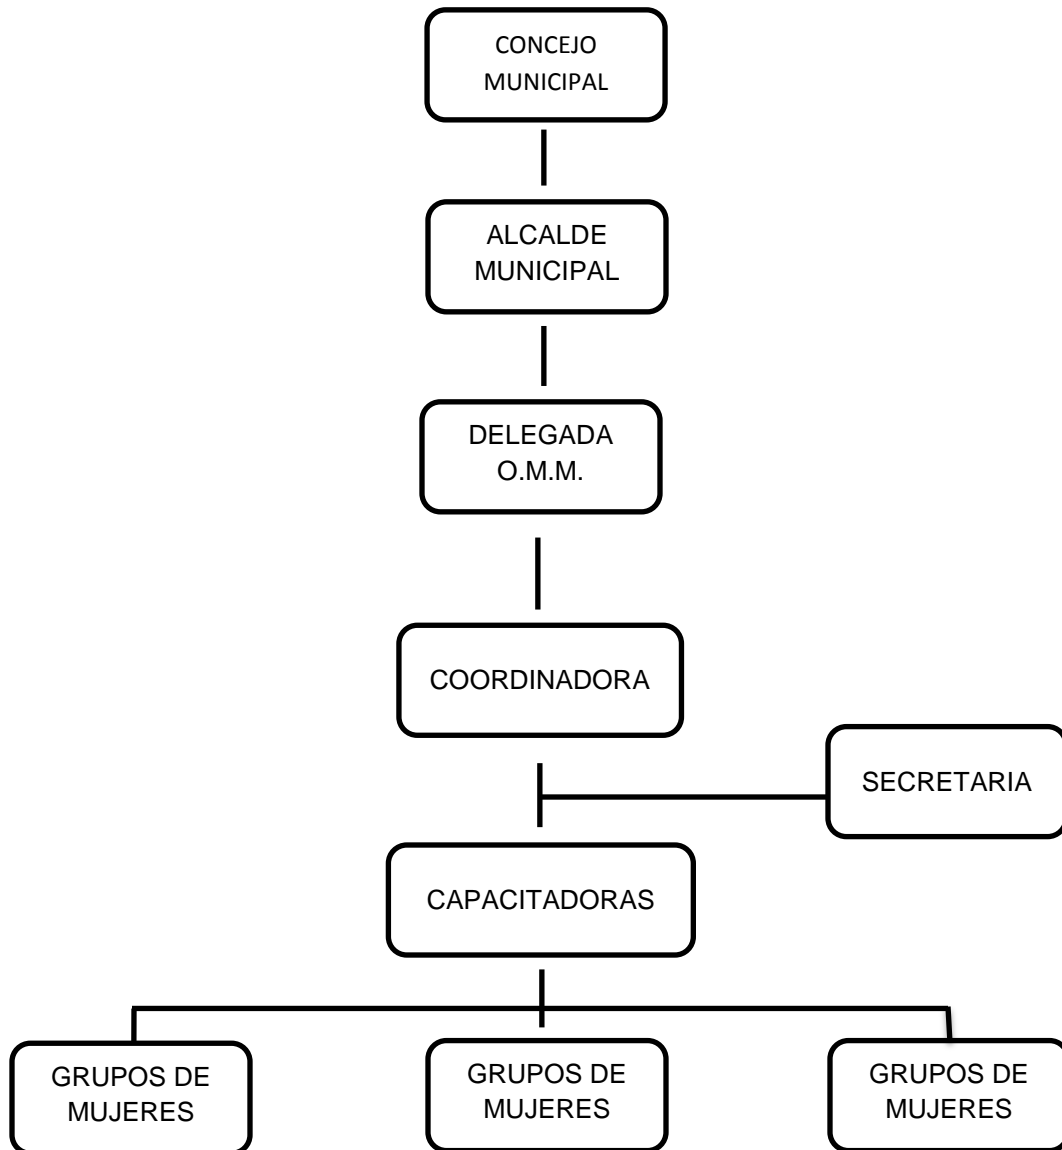 CONCEJO
MUNICIPAL
ALCALDE
MUNICIPAL
DELEGADA
O.M.M.
COORDINADORA
SECRETARIA
CAPACITADORAS
GRUPOS DE
MUJERES
GRUPOS DE
MUJERES
GRUPOS DE
MUJERES